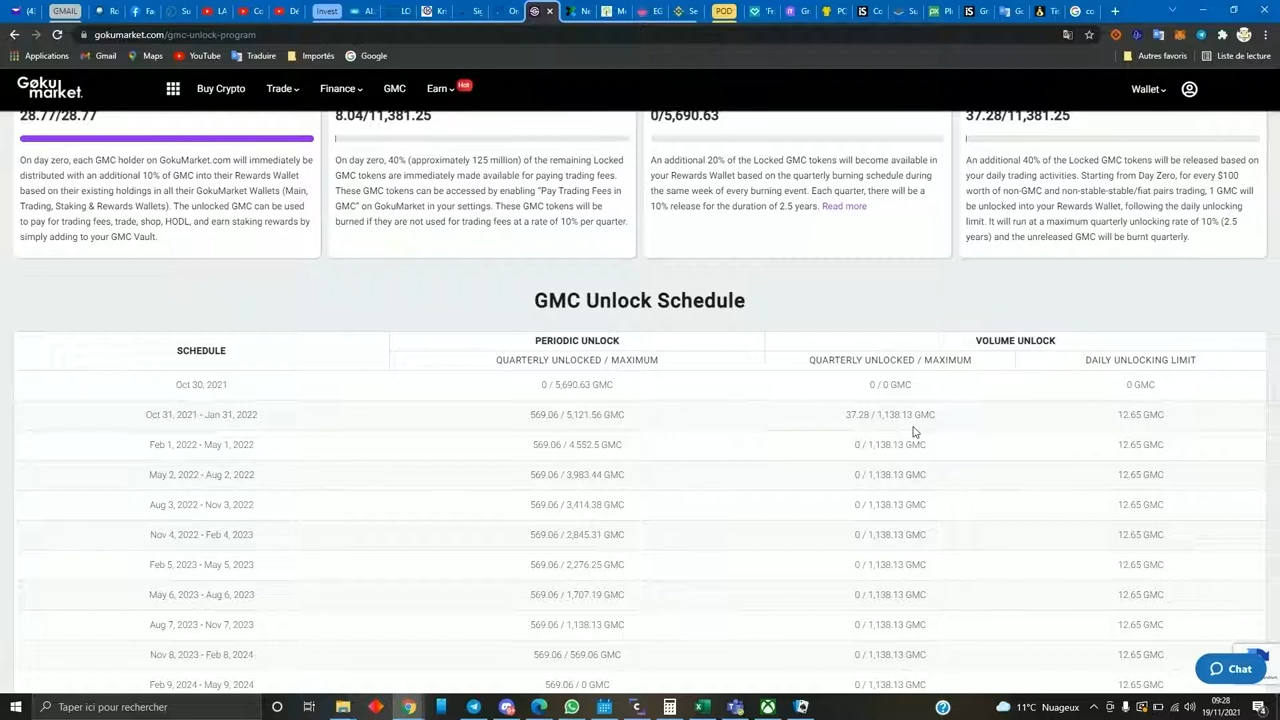 GMAIL
Invest
POD
gokumarket.com/gmc-unlock-program
Applications Gmail Maps YouTube Traduire Importés Google Autres favoris Liste de lecture
Gokumarket.
Buy Crypto Trade Finance GMC Earn Hot Wallet
28.77/28.77
On day zero, each GMC holder on GokuMarket.com will immediately be
distributed with an additional 10% of GMC into their Rewards Wallet
based on their existing holdings in all their GokuMarket Wallets (Main,
Trading, Staking & Rewards Wallets). The unlocked GMC can be used
to pay for trading fees, trade, shop, HODL, and earn staking rewards by
simply adding to your GMC Vault.
8.04/11,381.25
On day zero, 40% (approximately 125 million) of the remaining Locked
GMC tokens are immediately made available for paying trading fees.
These GMC tokens can be accessed by enabling “Pay Trading Fees in
GMC” on GokuMarket in your settings. These GMC tokens will be
burned if they are not used for trading fees at a rate of 10% per quarter.
0/5,690.63
An additional 20% of the Locked GMC tokens will become available in
your Rewards Wallet based on the quarterly burning schedule during
the same week of every burning event. Each quarter, there will be a
10% release for the duration of 2.5 years. Read more
37.28/11,381.25
An additional 40% of the Locked GMC tokens will be released based on
your daily trading activities. Starting from Day Zero, for every $100
worth of non-GMC and non-stable-stable/fiat pairs trading, 1 GMC will
be unlocked into your Rewards Wallet, following the daily unlocking
limit. It will run at a maximum quarterly unlocking rate of 10% (2.5
years) and the unreleased GMC will be burnt quarterly.
GMC Unlock Schedule
SCHEDULE PERIODIC UNLOCK VOLUME UNLOCK
QUARTERLY UNLOCKED / MAXIMUM QUARTERLY UNLOCKED / MAXIMUM DAILY UNLOCKING LIMIT
Oct 30, 2021 0 / 5,690.63 GMC 0 / 0 GMC 0 GMC
Oct 31, 2021 - Jan 31, 2022 569.06 / 5,121.56 GMC 37.28 / 1,138.13 GMC 12.65 GMC
Feb 1, 2022 - May 1, 2022 569.06 / 4.552.5 GMC 0 / 1,138.13 GMC 12.65 GMC
May 2, 2022 - Aug 2, 2022 569.06 / 3,983.44 GMC 0 / 1,138.13 GMC 12.65 GMC
Aug 3, 2022 - Nov 3, 2022 569.06 / 3,414.38 GMC 0 / 1,138.13 GMC 12.65 GMC
Nov 4, 2022 - Feb 4, 2023 569.06 / 2,845.31 GMC 0 / 1,138.13 GMC 12.65 GMC
Feb 5, 2023 - May 5, 2023 569.06 / 2,276.25 GMC 0 / 1,138.13 GMC 12.65 GMC
May 6, 2023 - Aug 6, 2023 569.06 / 1,707.19 GMC 0 / 1,138.13 GMC 12.65 GMC
Aug 7, 2023 - Nov 7, 2023 569.06 / 1,138.13 GMC 0 / 1,138.13 GMC 12.65 GMC
Nov 8, 2023 - Feb 8, 2024 569.06 / 569.06 GMC 0 / 1,138.13 GMC 12.65 GMC
Feb 9, 2024 - May 9, 2024 569.06 / 0 GMC 0 / 1,138.13 GMC 12.65 GMC
Chat
Taper ici pour rechercher 11°C Nuageux 09:28
19/11/2021